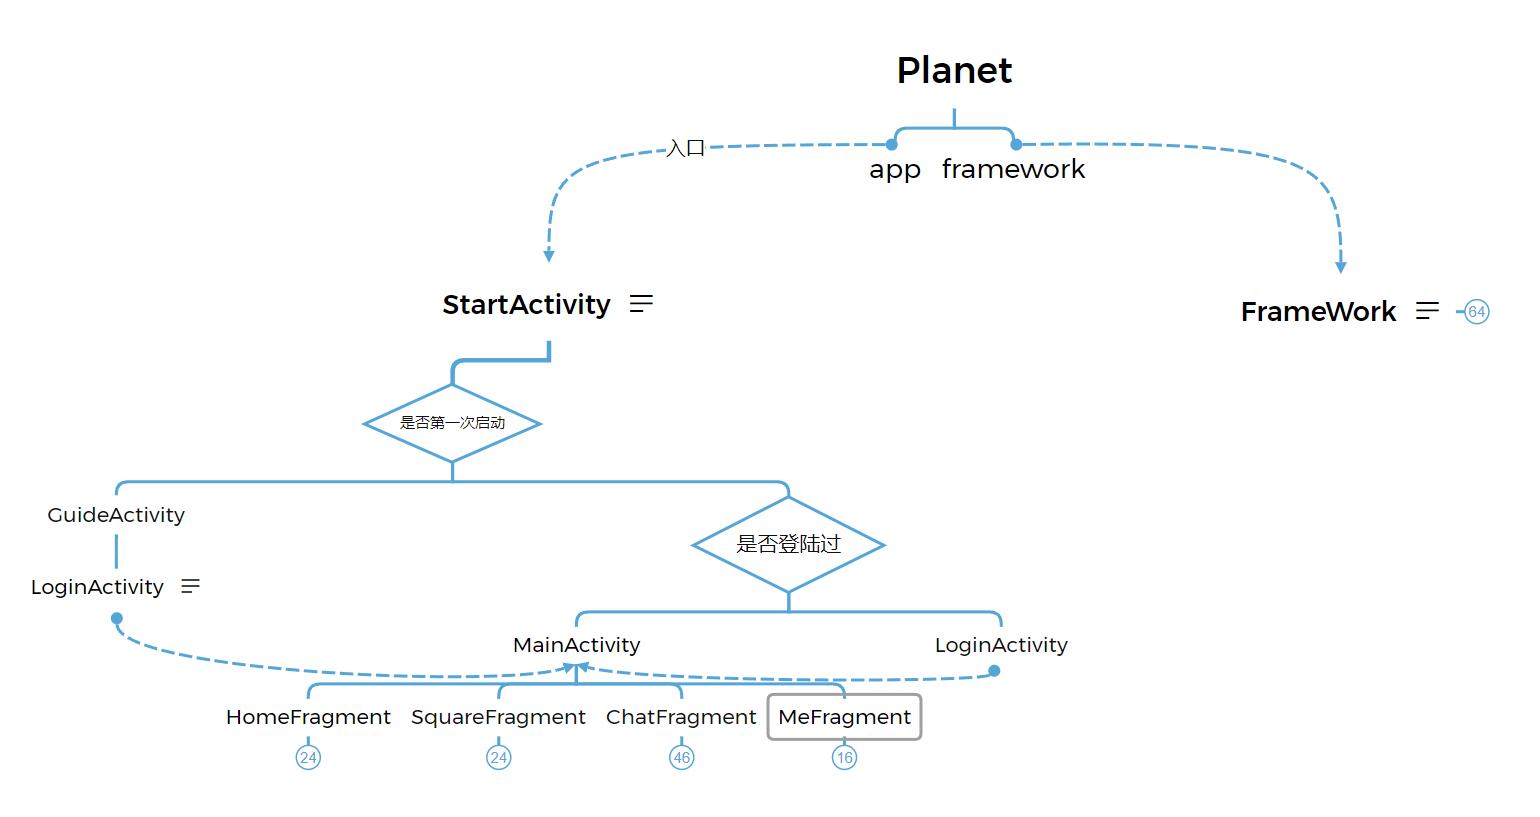 Planet
入口
app framework
StartActivity
FrameWork
64
是否第一次启动
GuideActivity
是否登陆过
LoginActivity
MainActivity
LoginActivity
HomeFragment
SquareFragment
ChatFragment
MeFragment
24
24
46
16